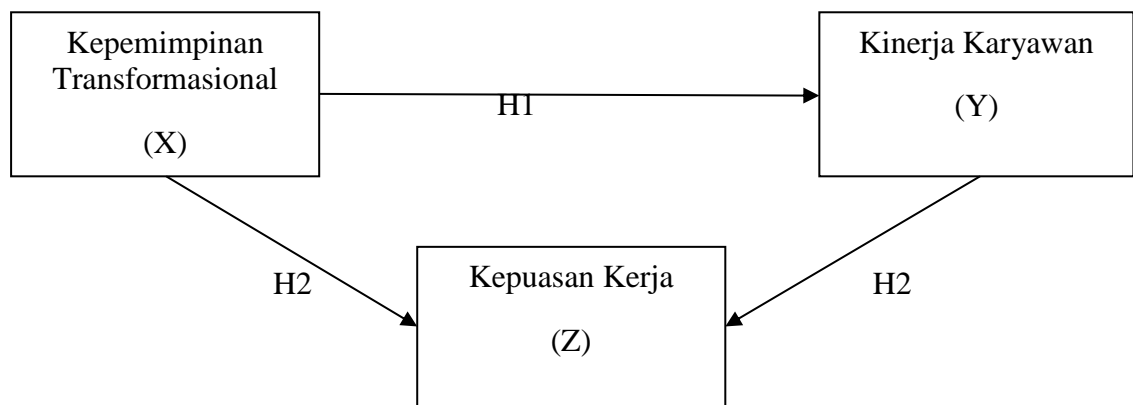 Kepemimpinan
Transformasional
(X)
Kinerja Karyawan
(Y)
H1
H2
H2
Kepuasan Kerja
(Z)